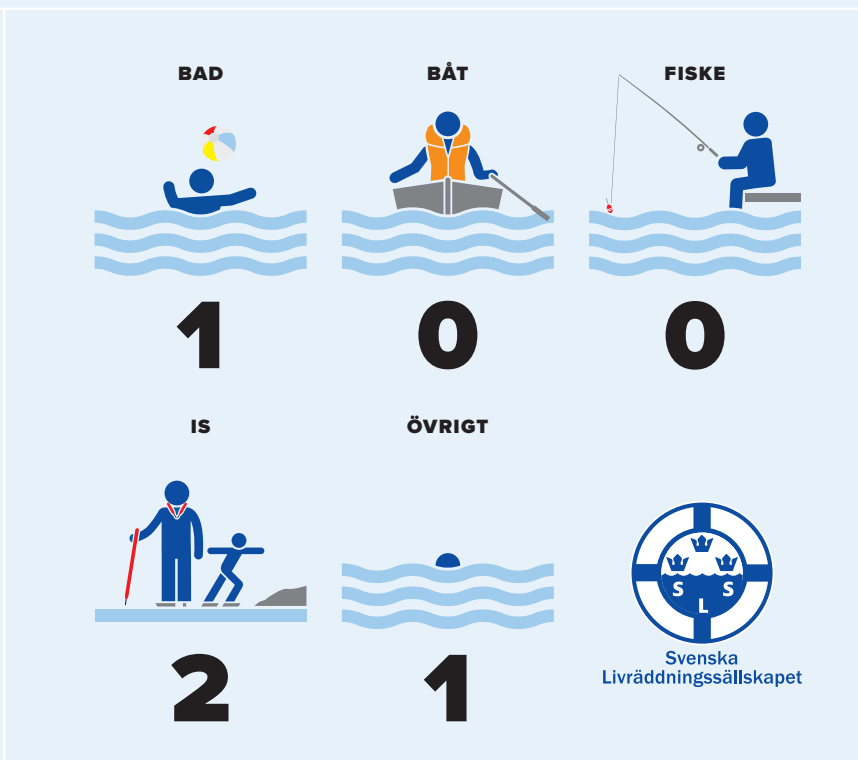 BAD
BÅT
FISKE
1
0
0
IS
ÖVRIGT
2
1
S
S
L
Svenska
Livräddningssällskapet